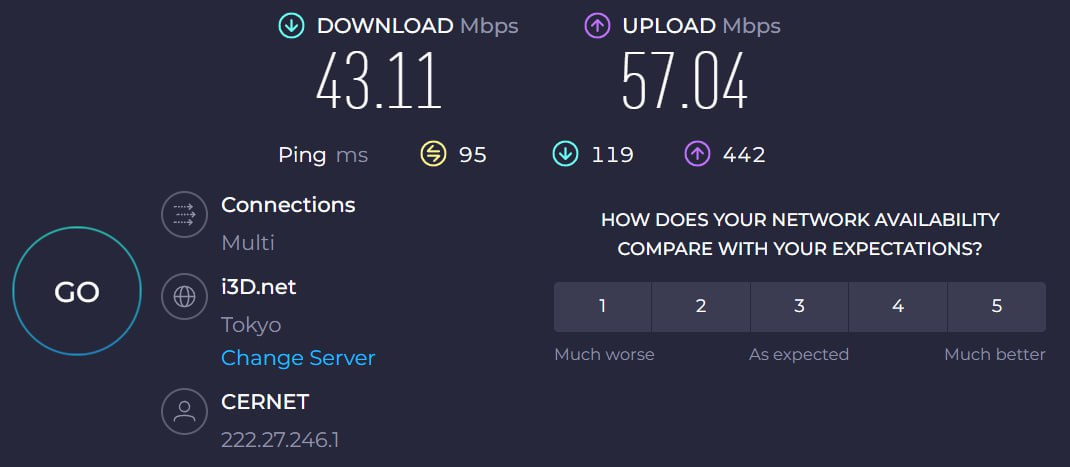 DOWNLOAD Mbps
43.11
UPLOAD Mbps
57.04
Ping ms 95 119 442
GO
Connections
Multi
i3D.net
Tokyo
Change Server
CERNET
222.27.246.1
HOW DOES YOUR NETWORK AVAILABILITY
COMPARE WITH YOUR EXPECTATIONS?
1 2 3 4 5
Much worse As expected Much better